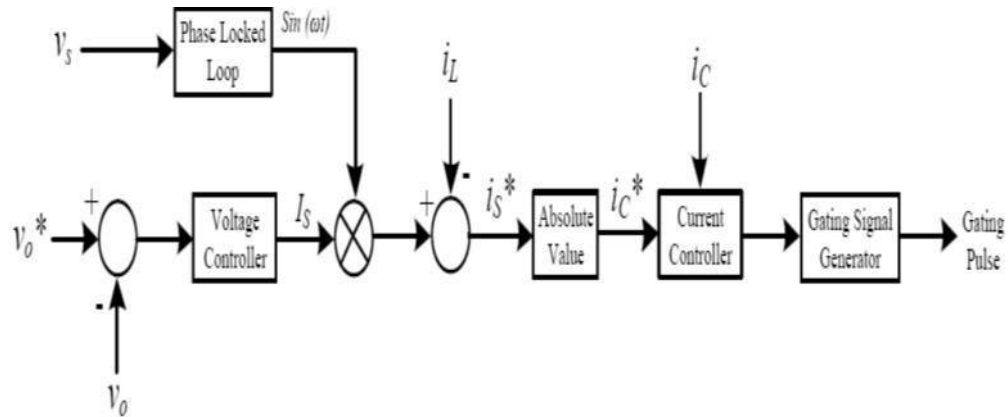 v_s
Phase Locked
Loop
Sin (ωt)
i_L
i_C
+
v_o*
-
v_o
Voltage
Controller
I_S
+
-
i_S*
Absolute
Value
i_C*
Current
Controller
Gating Signal
Generator
Gating
Pulse